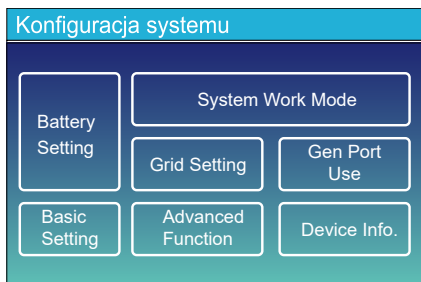 Konfiguracja systemu
Battery
Setting
System Work Mode
Grid Setting
Gen Port
Use
Basic
Setting
Advanced
Function
Device Info.